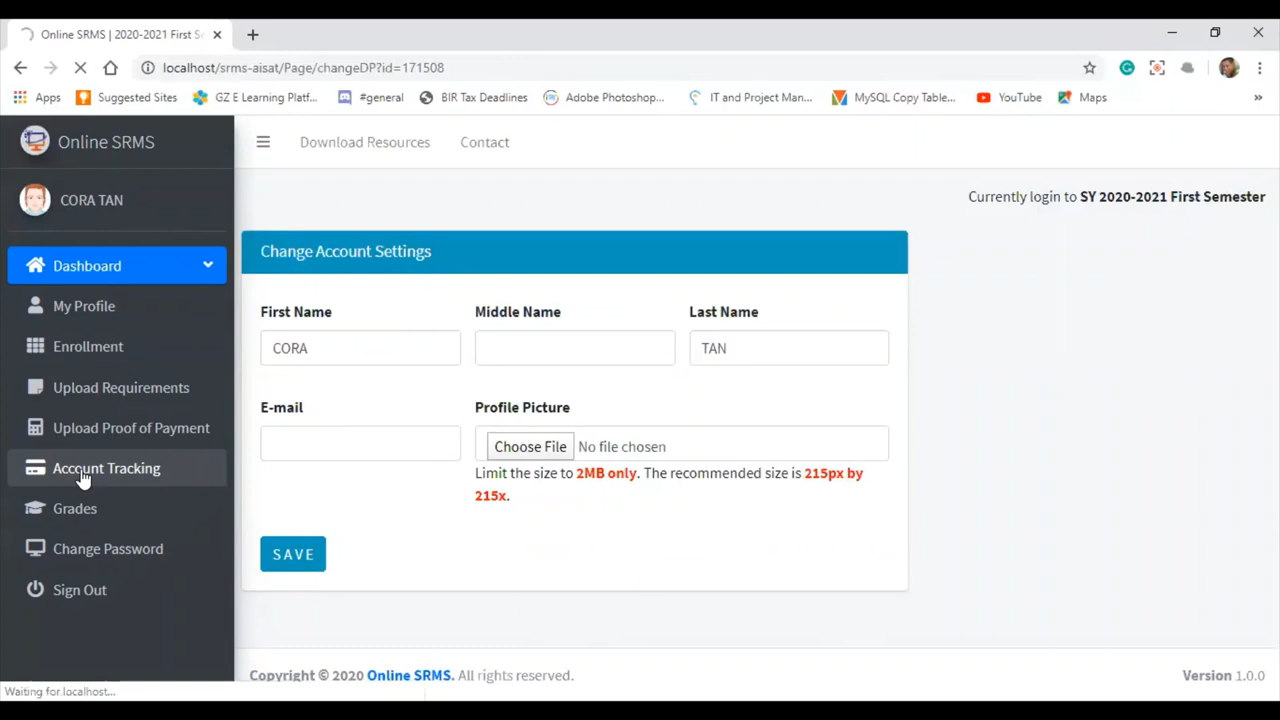 Online SRMS | 2020-2021 First S
localhost/srms-aisat/Page/changeDP?id=171508
Apps Suggested Sites GZ E Learning Platf... #general BIR Tax Deadlines Adobe Photoshop... IT and Project Man... MySQL Copy Table... YouTube Maps »
Online SRMS
Download Resources Contact
CORA TAN
Currently login to SY 2020-2021 First Semester
Dashboard
My Profile
Enrollment
Upload Requirements
Upload Proof of Payment
Account Tracking
Grades
Change Password
Sign Out
Change Account Settings
First Name Middle Name Last Name
CORA TAN
E-mail Profile Picture
Choose File No file chosen
Limit the size to 2MB only. The recommended size is 215px by
215x.
SAVE
Copyright © 2020 Online SRMS. All rights reserved. Version 1.0.0
Waiting for localhost...